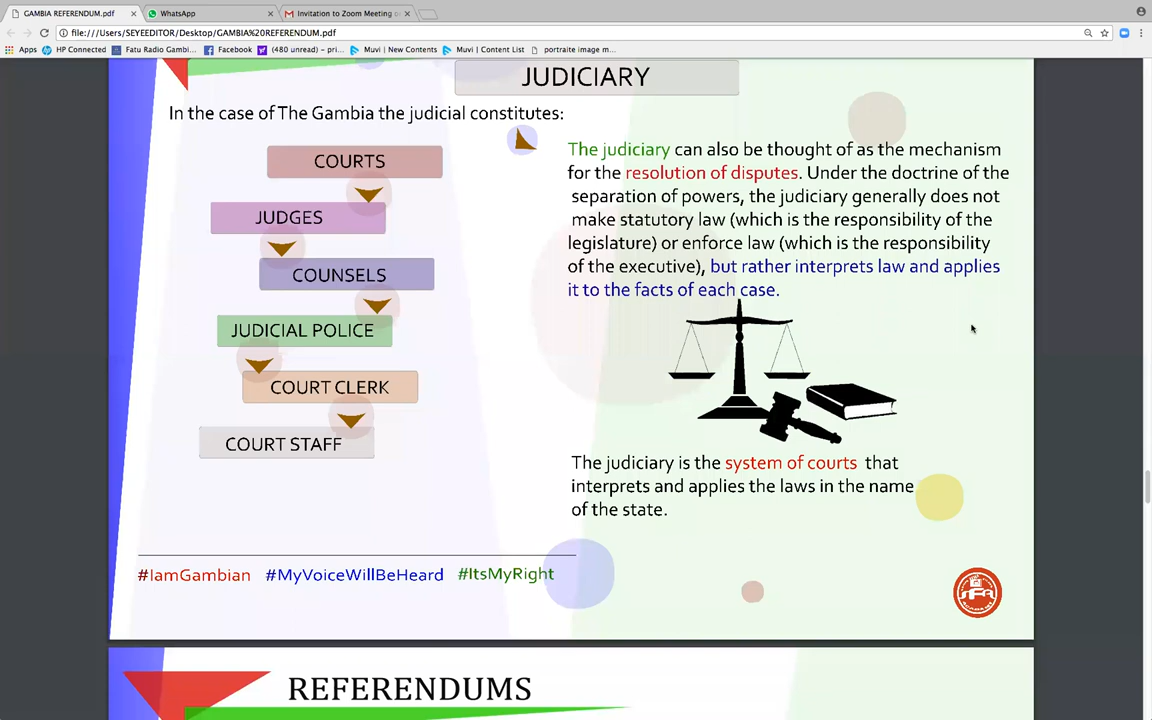 GAMBIA REFERENDUM.pdf
WhatsApp
Invitation to Zoom Meeting
file:///Users/SEYEEDITOR/Desktop/GAMBIA%20REFERENDUM.pdf
Apps HP Connected Fatu Radio Gambi... Facebook (480 unread) - pri... Muvi | New Contents Muvi | Content List portraite image m...
JUDICIARY
In the case of The Gambia the judicial constitutes:
COURTS
JUDGES
COUNSELS
JUDICIAL POLICE
COURT CLERK
COURT STAFF
The judiciary can also be thought of as the mechanism
for the resolution of disputes. Under the doctrine of the
separation of powers, the judiciary generally does not
make statutory law (which is the responsibility of the
legislature) or enforce law (which is the responsibility
of the executive), but rather interprets law and applies
it to the facts of each case.
The judiciary is the system of courts that
interprets and applies the laws in the name
of the state.
#IamGambian #MyVoiceWillBeHeard #ItsMyRight
REFERENDUMS